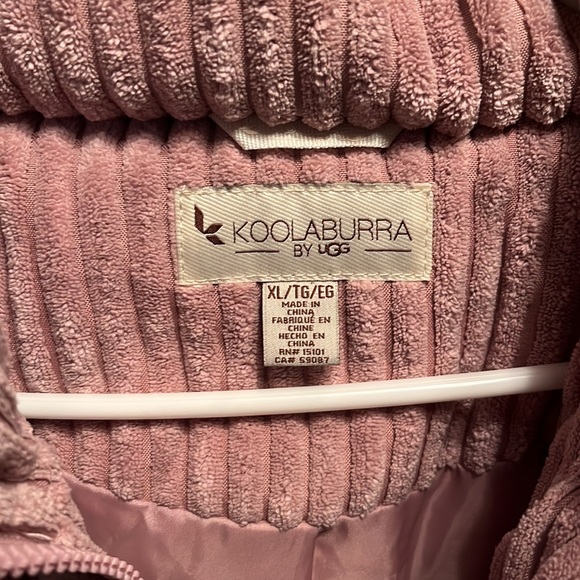 KOOLABURRA
BY UGG
XL/TG/EG
MADE IN
CHINA
FABRIQUÉ EN
CHINE
HECHO EN
CHINA
RN# 15101
CA# 59087